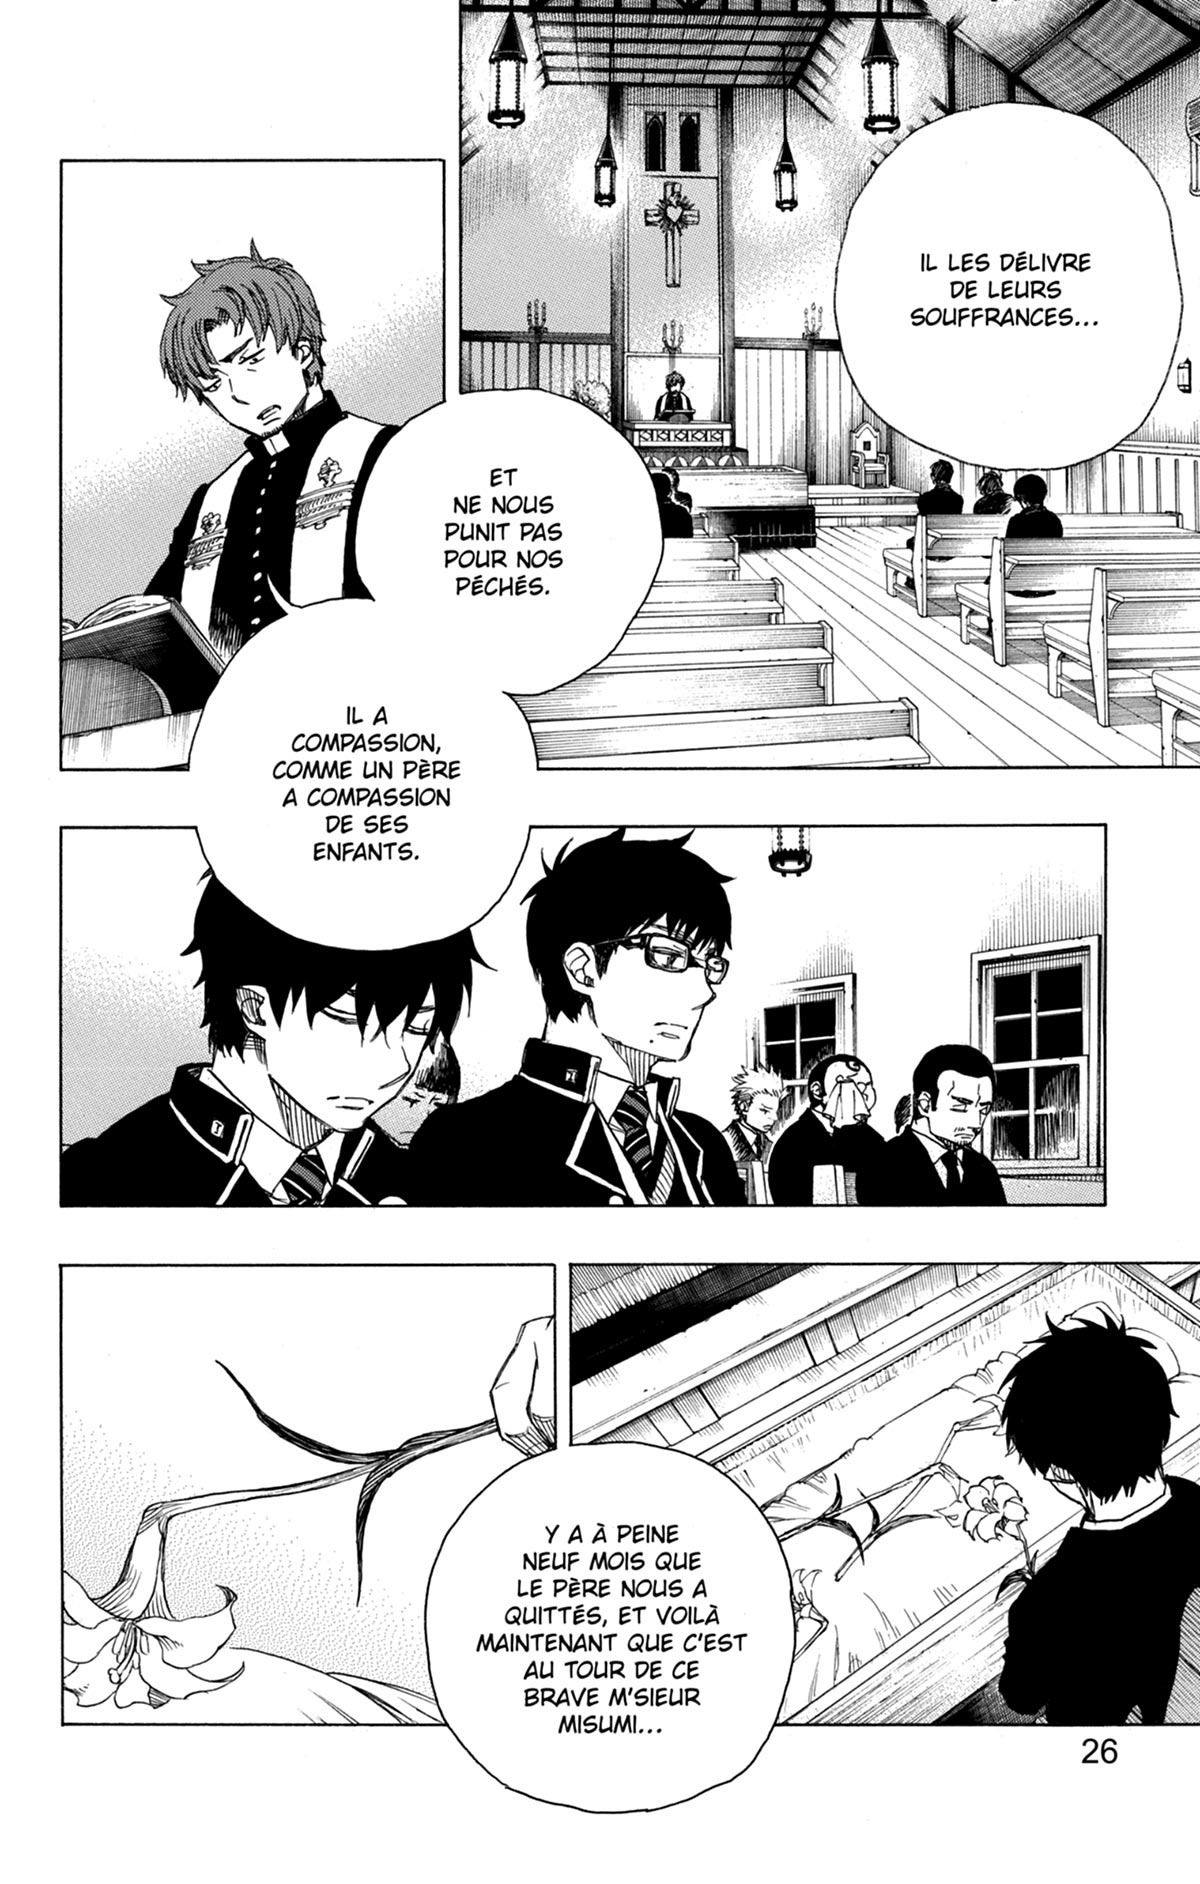 IL LES DÉLIVRE
DE LEURS
SOUFFRANCES...
ET
NE NOUS
PUNIT PAS
POUR NOS
PÉCHÉS.
IL A
COMPASSION,
COMME UN PÈRE
A COMPASSION
DE SES
ENFANTS.
Y A À PEINE
NEUF MOIS QUE
LE PÈRE NOUS A
QUITTÉS, ET VOILÀ
MAINTENANT QUE C'EST
AU TOUR DE CE
BRAVE M'SIEUR
MISUMI...
26